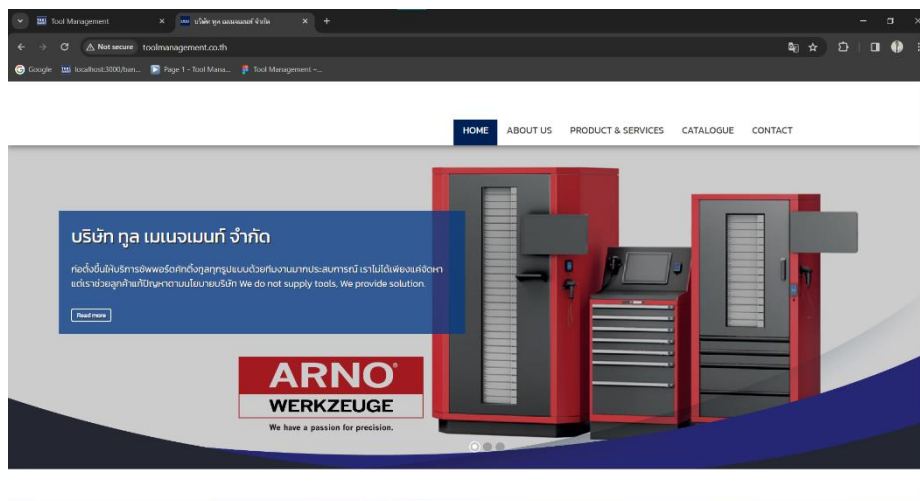 Tool Management
บริษัท ทูล เมเนจเมนท์ จำกัด
Not secure
toolmanagement.co.th
Google
localhost:3000/ban...
Page 1 - Tool Mana...
Tool Management –...
HOME
ABOUT US
PRODUCT & SERVICES
CATALOGUE
CONTACT
บริษัท ทูล เมเนจเมนท์ จำกัด
ก่อตั้งขึ้นให้บริการซัพพอร์ตคัทติ้งทูลทุกรูปแบบด้วยทีมงานมากประสบการณ์ เราไม่ได้เพียงแค่จัดหา
แต่เราช่วยลูกค้าแก้ปัญหาตามนโยบายบริษัท We do not supply tools, We provide solution.
Read more
ARNO®
WERKZEUGE
We have a passion for precision.